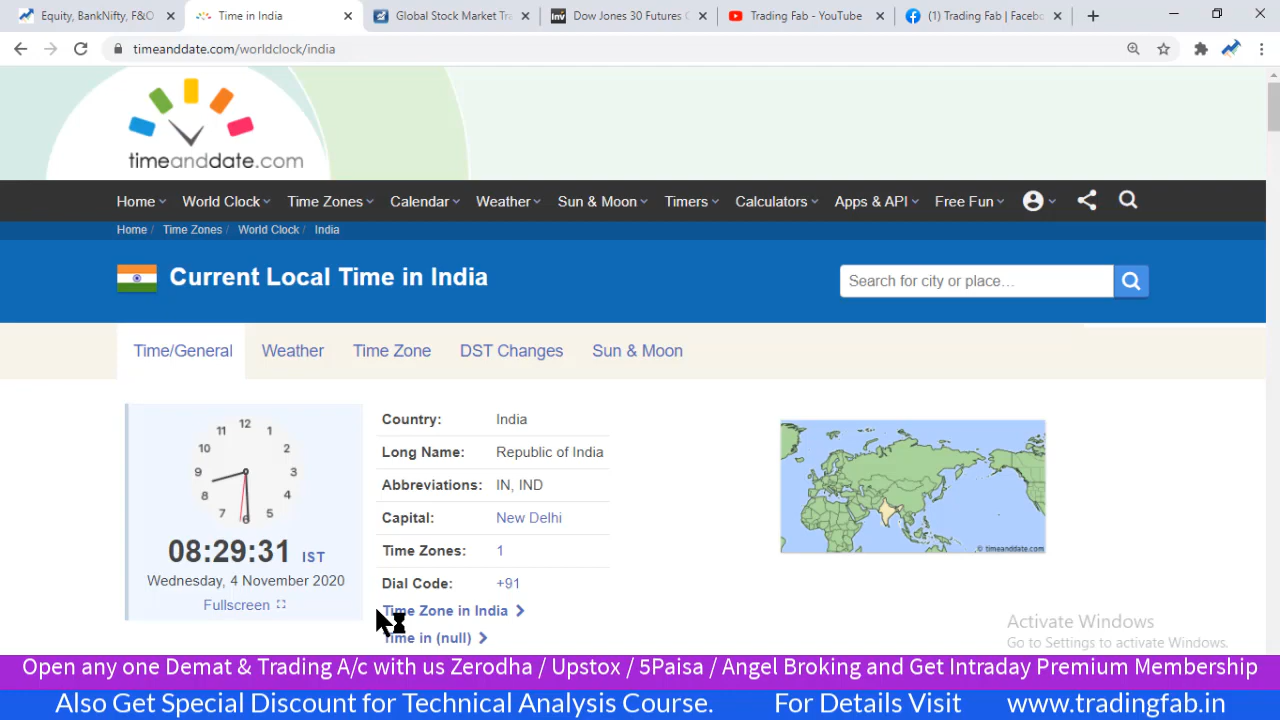 Equity, BankNifty, F&O
Time in India
Global Stock Market Tra
Dow Jones 30 Futures C
Trading Fab - YouTube
(1) Trading Fab | Facebo
timeanddate.com/worldclock/india
timeanddate.com
Home World Clock Time Zones Calendar Weather Sun & Moon Timers Calculators Apps & API Free Fun
Home / Time Zones / World Clock / India
Current Local Time in India
Search for city or place...
Time/General Weather Time Zone DST Changes Sun & Moon
12
11 1
10 2
9 3
8 4
7 5
6
08:29:31 IST
Wednesday, 4 November 2020
Fullscreen
Country: India
Long Name: Republic of India
Abbreviations: IN, IND
Capital: New Delhi
Time Zones: 1
Dial Code: +91
Time Zone in India
Time in (null)
© timeanddate.com
Activate Windows
Go to Settings to activate Windows.
Open any one Demat & Trading A/c with us Zerodha / Upstox / 5Paisa / Angel Broking and Get Intraday Premium Membership
Also Get Special Discount for Technical Analysis Course. For Details Visit www.tradingfab.in